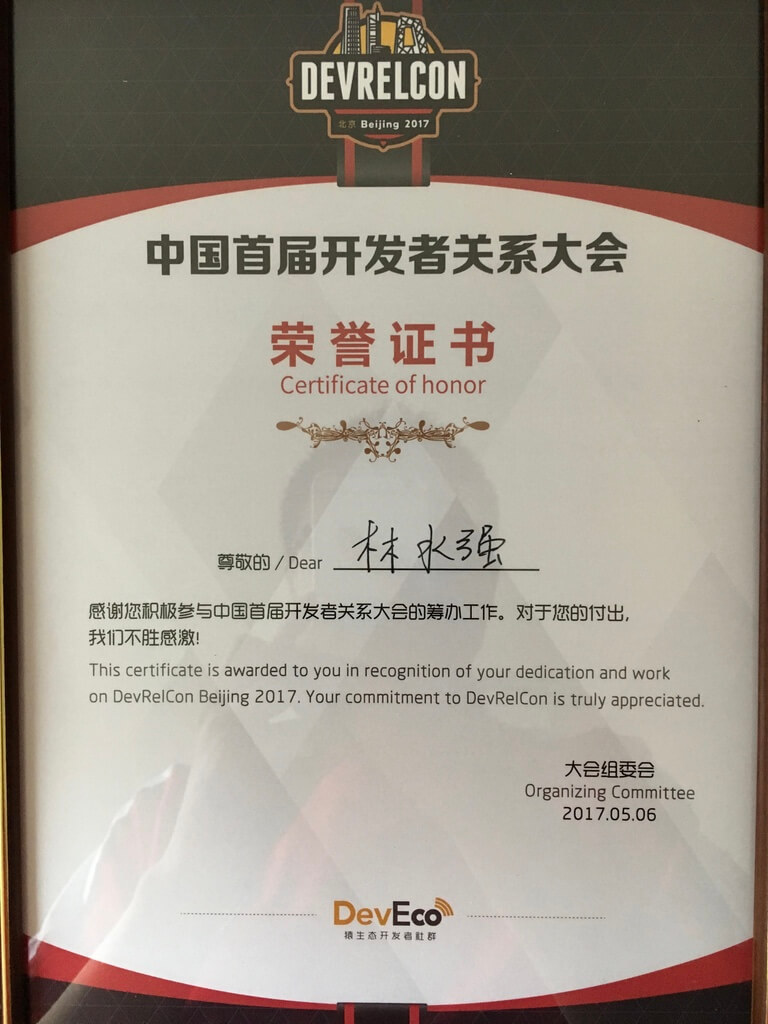 DEVRELCON
北京 Beijing 2017
中国首届开发者关系大会
荣誉证书
Certificate of honor
尊敬的 / Dear 林永强
感谢您积极参与中国首届开发者关系大会的筹办工作。对于您的付出,
我们不胜感激!
This certificate is awarded to you in recognition of your dedication and work
on DevRelCon Beijing 2017. Your commitment to DevRelCon is truly appreciated.
大会组委会
Organizing Committee
2017.05.06
DevEco
猿生态开发者社群